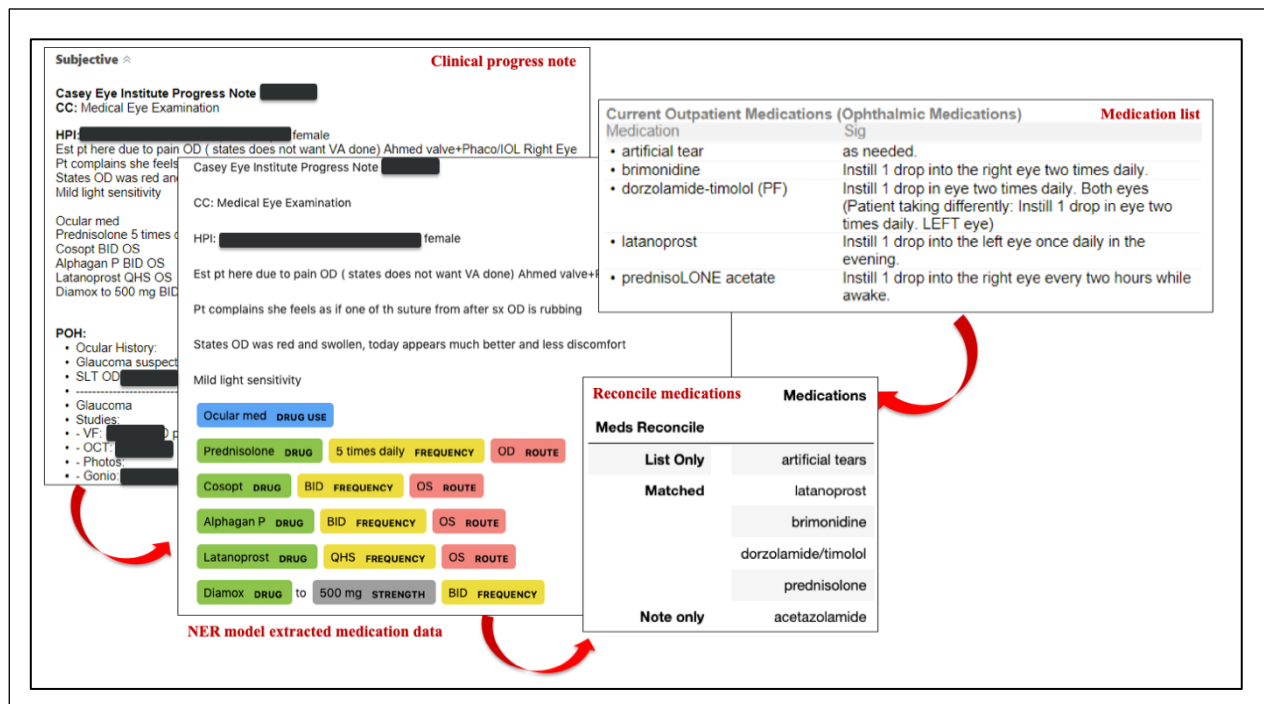 Subjective
Clinical progress note
Casey Eye Institute Progress Note
CC: Medical Eye Examination
HPI: female
Est pt here due to pain OD ( states does not want VA done) Ahmed valve+Phaco/IOL Right Eye
Pt complains she feels
States OD was red and
Mild light sensitivity
Ocular med
Prednisolone 5 times
Cosopt BID OS
Alphagan P BID OS
Latanoprost QHS OS
Diamox to 500 mg BID
POH:
• Ocular History:
• Glaucoma suspect
• SLT OD
• ----------------------
• Glaucoma
• Studies:
• - VF:
• - OCT:
• - Photos:
• - Gonio:
Casey Eye Institute Progress Note
CC: Medical Eye Examination
HPI: female
Est pt here due to pain OD ( states does not want VA done) Ahmed valve+
Pt complains she feels as if one of th suture from after sx OD is rubbing
States OD was red and swollen, today appears much better and less discomfort
Mild light sensitivity
Ocular med DRUG USE
Prednisolone DRUG 5 times daily FREQUENCY OD ROUTE
Cosopt DRUG BID FREQUENCY OS ROUTE
Alphagan P DRUG BID FREQUENCY OS ROUTE
Latanoprost DRUG QHS FREQUENCY OS ROUTE
Diamox DRUG to 500 mg STRENGTH BID FREQUENCY
NER model extracted medication data
Current Outpatient Medications (Ophthalmic Medications) Medication list
Medication Sig
• artificial tear as needed.
• brimonidine Instill 1 drop into the right eye two times daily.
• dorzolamide-timolol (PF) Instill 1 drop in eye two times daily. Both eyes
(Patient taking differently: Instill 1 drop in eye two
times daily. LEFT eye)
• latanoprost Instill 1 drop into the left eye once daily in the
evening.
• prednisoLONE acetate Instill 1 drop into the right eye every two hours while
awake.
Reconcile medications Medications
Meds Reconcile
List Only artificial tears
Matched latanoprost
brimonidine
dorzolamide/timolol
prednisolone
Note only acetazolamide